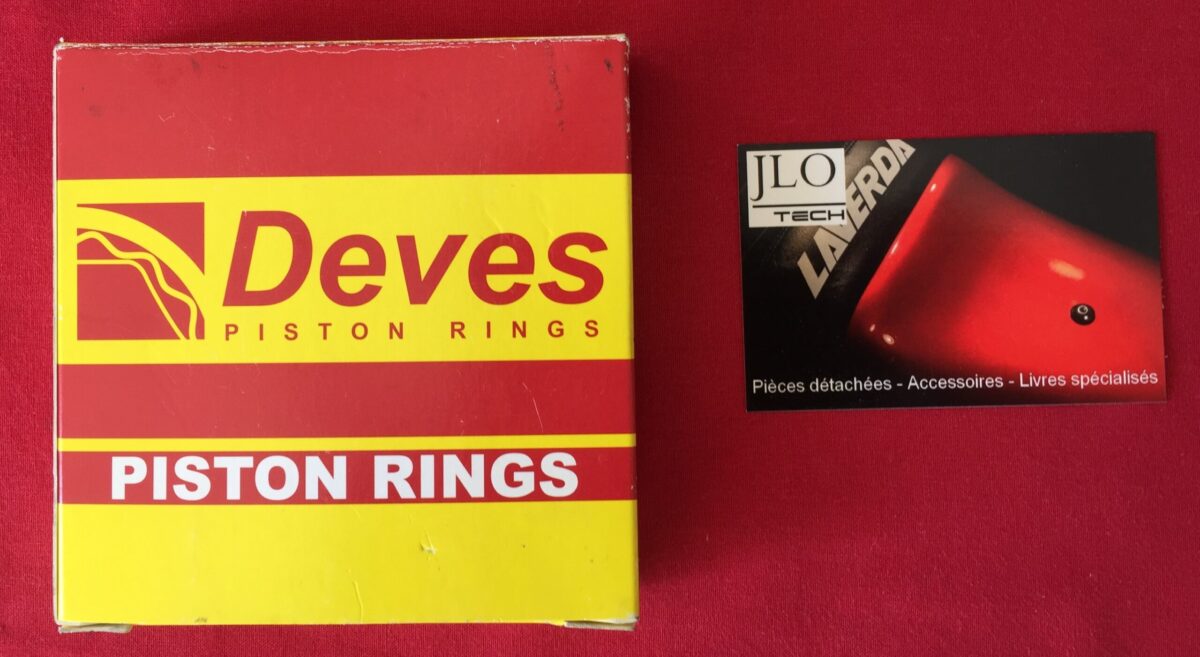 Deves
PISTON RINGS
PISTON RINGS
JLO
TECH
LAVERDA
Pièces détachées - Accessoires - Livres spécialisés